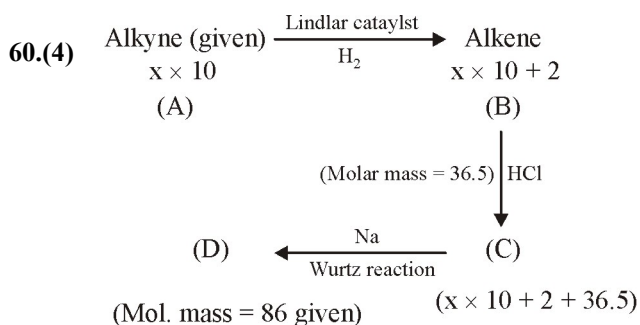 60.(4) Alkyne (given) Lindlar cataylst H₂ Alkene
x × 10 x × 10 + 2
(A) (B)
(Molar mass = 36.5) HCl
(D) Na Wurtz reaction (C)
(Mol. mass = 86 given) (x × 10 + 2 + 36.5)